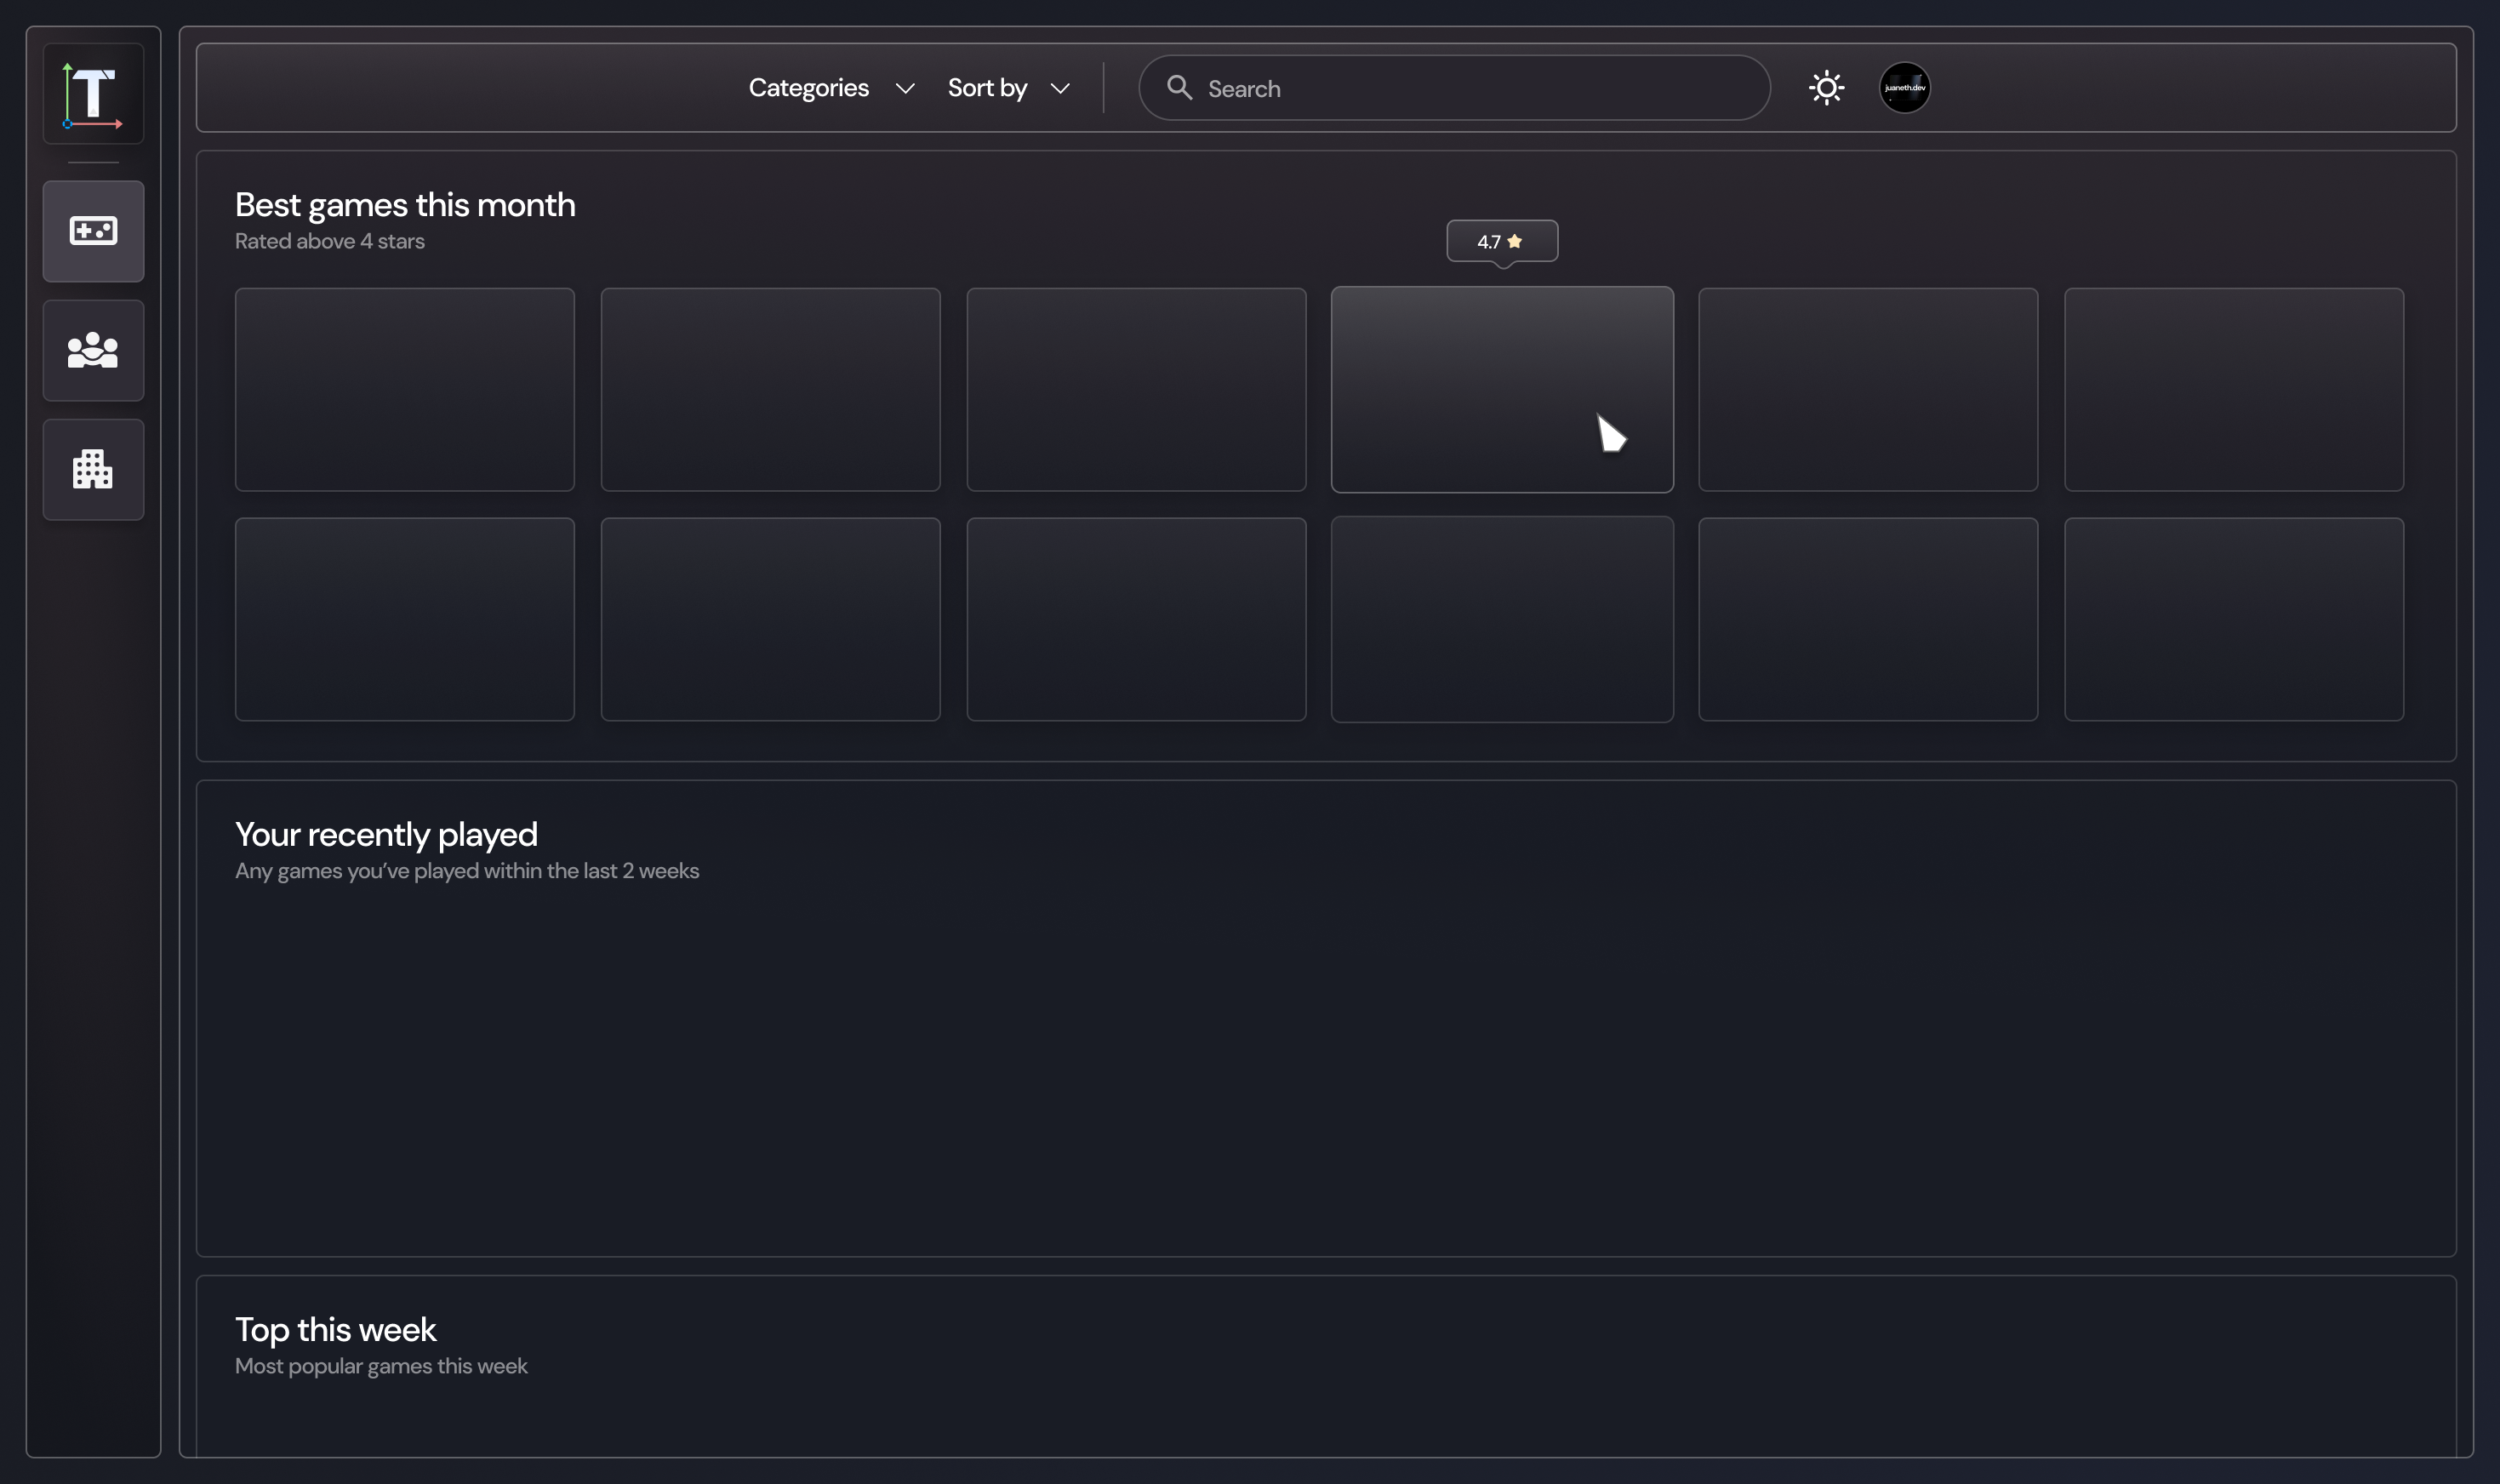 T
Categories
Sort by
Search
juaneth.dev
Best games this month
Rated above 4 stars
4.7
Your recently played
Any games you’ve played within the last 2 weeks
Top this week
Most popular games this week